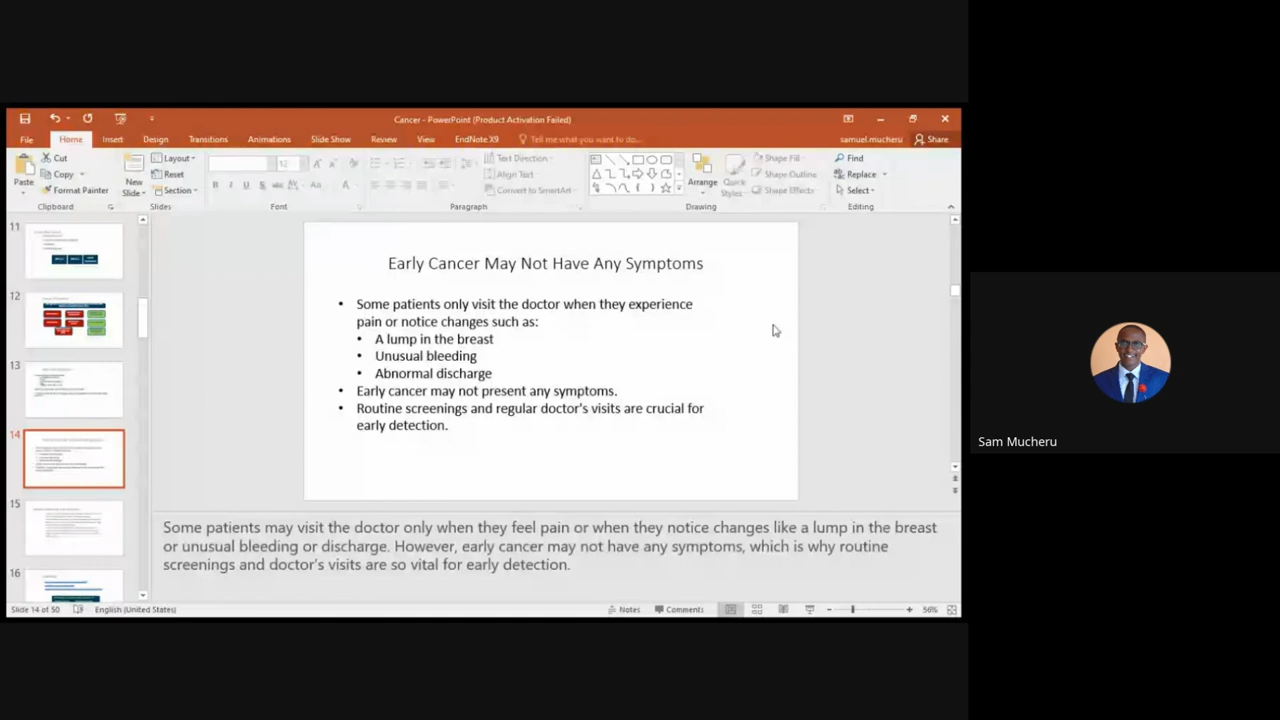 Cancer - PowerPoint (Product Activation Failed)
File Home Insert Design Transitions Animations Slide Show Review View EndNote X9 Tell me what you want to do... samuel.mucheru Share
Paste Cut Copy Format Painter Clipboard
New Slide Layout Reset Section Slides
12 Font
Text Direction Align Text Convert to SmartArt Paragraph
Arrange Quick Styles Shape Fill Shape Outline Shape Effects Drawing
Find Replace Select Editing
11
12
13
14
15
16
Early Cancer May Not Have Any Symptoms
• Some patients only visit the doctor when they experience
pain or notice changes such as:
• A lump in the breast
• Unusual bleeding
• Abnormal discharge
• Early cancer may not present any symptoms.
• Routine screenings and regular doctor's visits are crucial for
early detection.
Some patients may visit the doctor only when they feel pain or when they notice changes like a lump in the breast
or unusual bleeding or discharge. However, early cancer may not have any symptoms, which is why routine
screenings and doctor's visits are so vital for early detection.
Slide 14 of 50 English (United States) Notes Comments 56%
Sam Mucheru